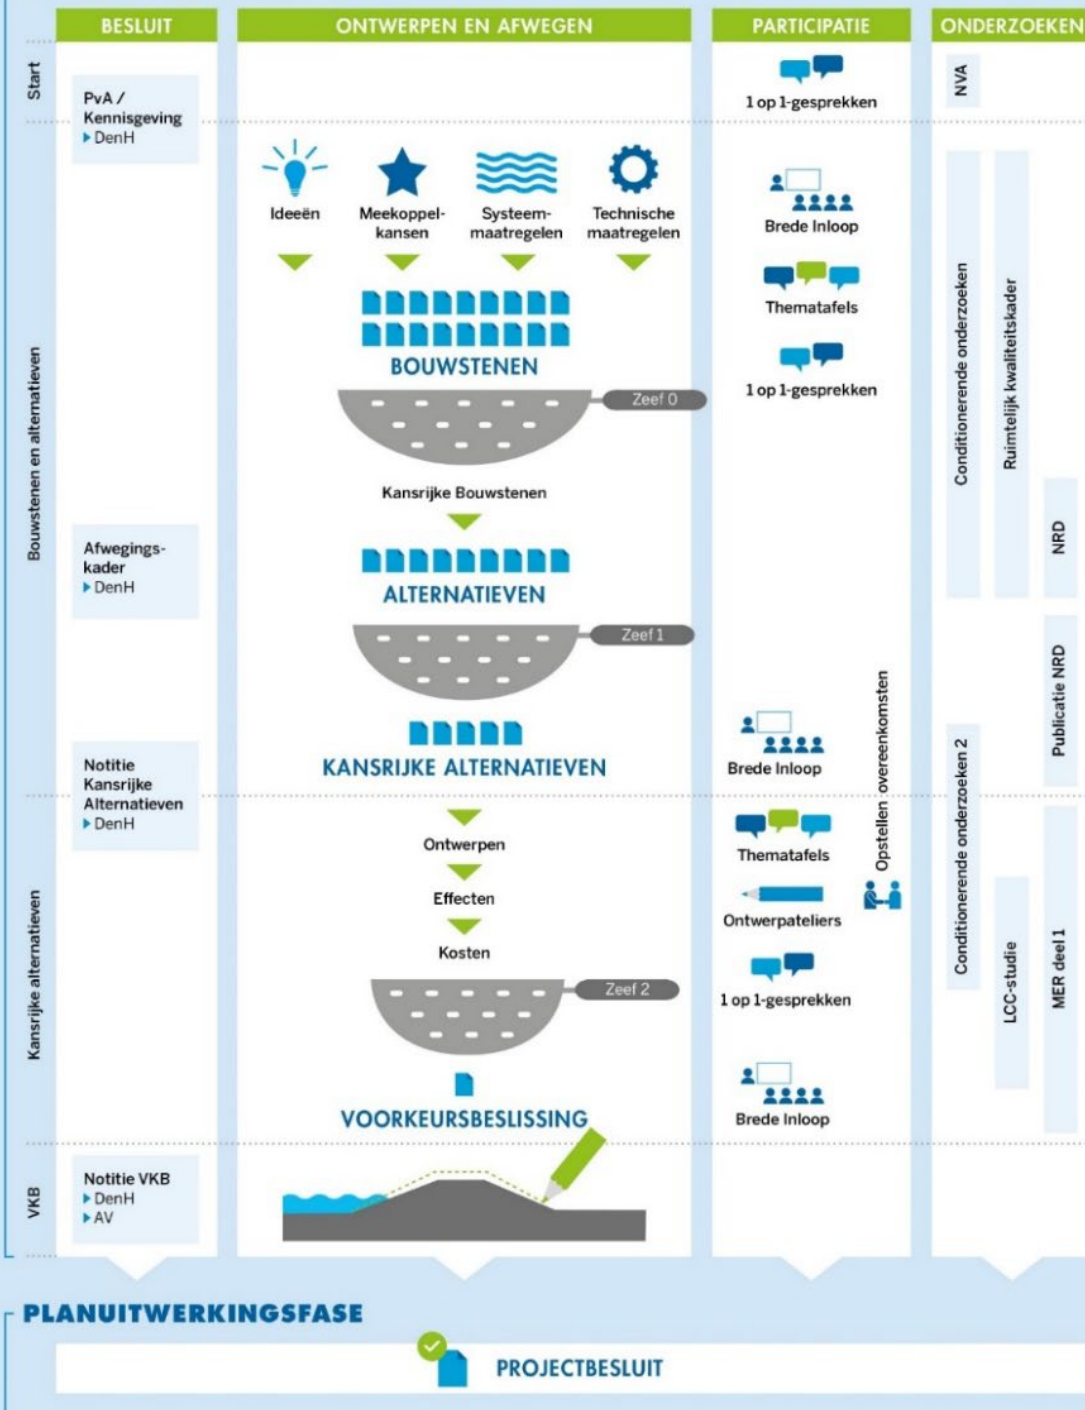 BESLUIT
ONTWERPEN EN AFWEGEN
PARTICIPATIE
ONDERZOEKEN
Start
PvA /
Kennisgeving
DenH
1 op 1-gesprekken
NVA
Bouwstenen en alternatieven
Ideeën
Meekoppel-
kansen
Systeem-
maatregelen
Technische
maatregelen
BOUWSTENEN
Zeef 0
Kansrijke Bouwstenen
Afwegings-
kader
DenH
ALTERNATIEVEN
Zeef 1
KANSRIJKE ALTERNATIEVEN
Notitie
Kansrijke
Alternatieven
DenH
Brede Inloop
Thematafels
1 op 1-gesprekken
Brede Inloop
Opstellen overeenkomsten
Conditionerende onderzoeken
Ruimtelijk kwaliteitskader
NRD
Publicatie NRD
Kansrijke alternatieven
Ontwerpen
Effecten
Kosten
Zeef 2
VOORKEURSBESLISSING
Thematafels
Ontwerpateliers
1 op 1-gesprekken
Brede Inloop
Conditionerende onderzoeken 2
LCC-studie
MER deel 1
VKB
Notitie VKB
DenH
AV
PLANUITWERKINGSFASE
PROJECTBESLUIT